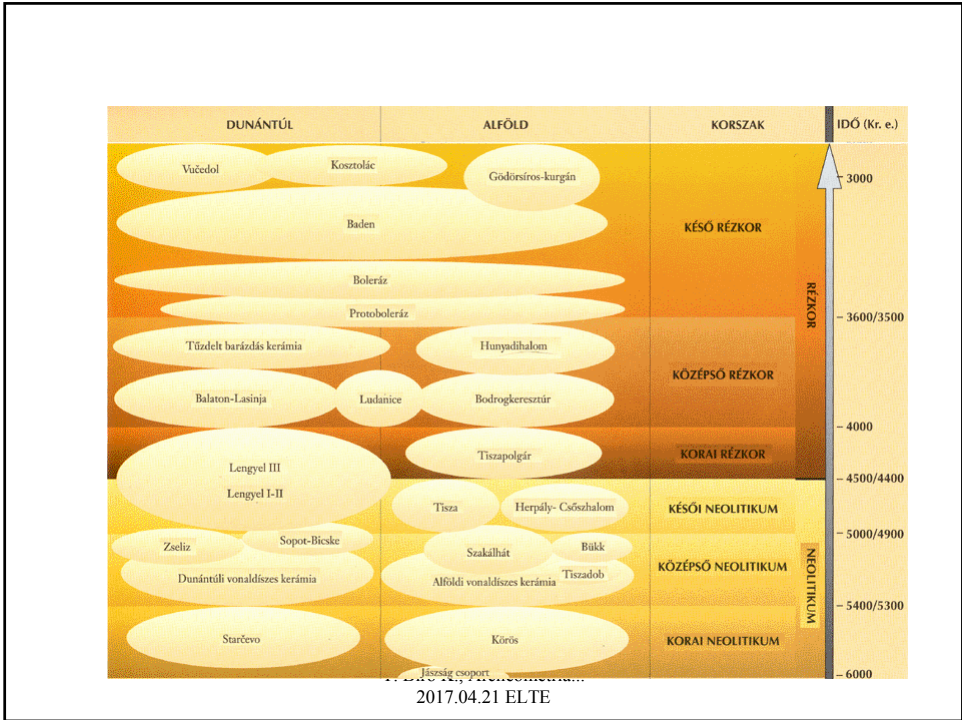 DUNÁNTÚL ALFÖLD KORSZAK IDŐ (Kr. e.)
Vučedol Kosztolác Gödörsíros-kurgán
3000
Baden
KÉSŐ RÉZKOR
Boleráz
Protoboleráz
RÉZKOR
3600/3500
Tűzdelt barázdás kerámia Hunyadihalom
KÖZÉPSŐ RÉZKOR
Balaton-Lasinja Ludanice Bodrogkeresztúr
4000
Tiszapolgár KORAI RÉZKOR
Lengyel III
4500/4400
Lengyel I-II
Tisza Herpály- Csőszhalom KÉSŐI NEOLITIKUM
5000/4900
Zseliz Sopot-Bicske Szakálhát Bükk
KÖZÉPSŐ NEOLITIKUM
Dunántúli vonaldíszes kerámia Alföldi vonaldíszes kerámia Tiszadob
NEOLITIKUM
5400/5300
Starčevo Körös KORAI NEOLITIKUM
Jászság csoport
6000
2017.04.21 ELTE